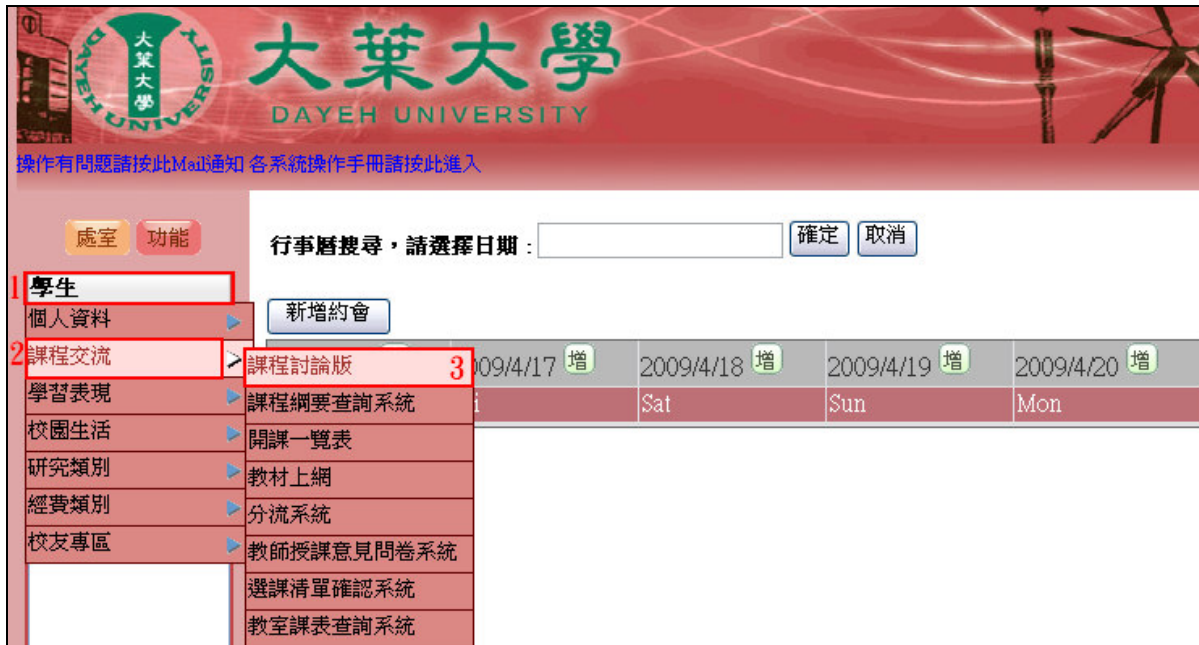 大葉大學
DAYEH UNIVERSITY
大葉大學
DAYEH UNIVERSITY
操作有問題請按此Mail通知 各系統操作手冊請按此進入
處室 功能
行事曆搜尋，請選擇日期 : 確定 取消
1 學生
新增約會
個人資料
2 課程交流 >
課程討論版 3
009/4/17 增 2009/4/18 增 2009/4/19 增 2009/4/20 增
i Sat Sun Mon
學習表現
課程綱要查詢系統
校園生活
開課一覽表
研究類別
教材上網
經費類別
分流系統
校友專區
教師授課意見問卷系統
選課清單確認系統
教室課表查詢系統